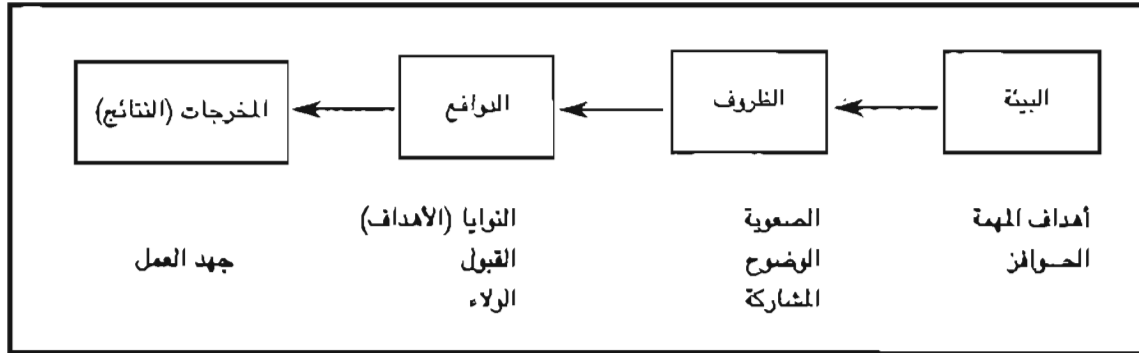 البيئة
الظروف
الدوافع
المخرجات (النتائج)
أهداف المهمة
الحوافز
الصعوبة
الوضوح
المشاركة
النوايا (الأهداف)
القبول
الولاء
جهد العمل